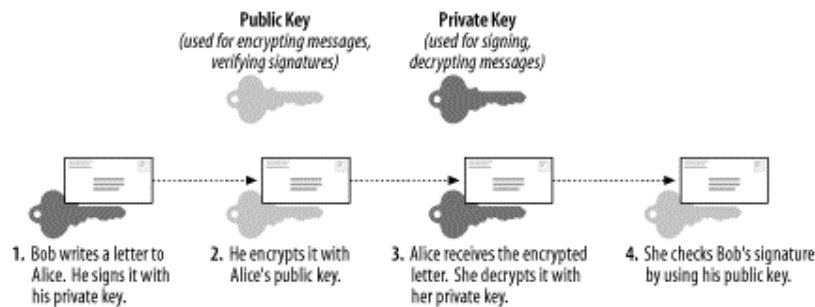 Public Key
(used for encrypting messages,
verifying signatures)
Private Key
(used for signing,
decrypting messages)
1. Bob writes a letter to
Alice. He signs it with
his private key.
2. He encrypts it with
Alice's public key.
3. Alice receives the encrypted
letter. She decrypts it with
her private key.
4. She checks Bob's signature
by using his public key.